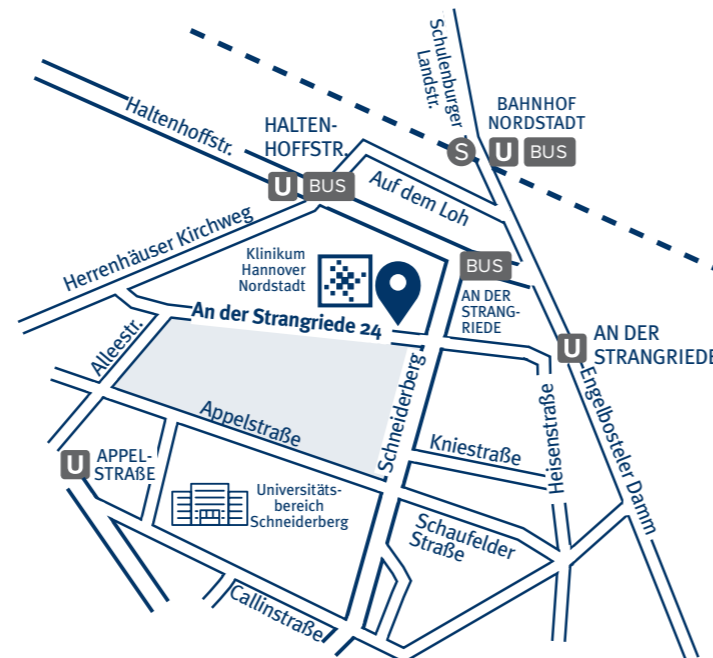 Schulenburger
Landstr.
BAHNHOF
NORDSTADT
S
U BUS
Haltenhoffstr.
HALTEN-
HOFFSTR.
U BUS
Auf dem Loh
Herrenhäuser Kirchweg
Klinikum
Hannover
Nordstadt
BUS
AN DER
STRANG-
RIEDE
An der Strangriede 24
U
AN DER
STRANGRIEDE
Alleestr.
Schneiderberg
Engelbosteler Damm
Heisenstraße
Appelstraße
Kniestraße
U
APPEL-
STRAßE
Universitäts-
bereich
Schneiderberg
Schaufelder
Straße
Callinstraße